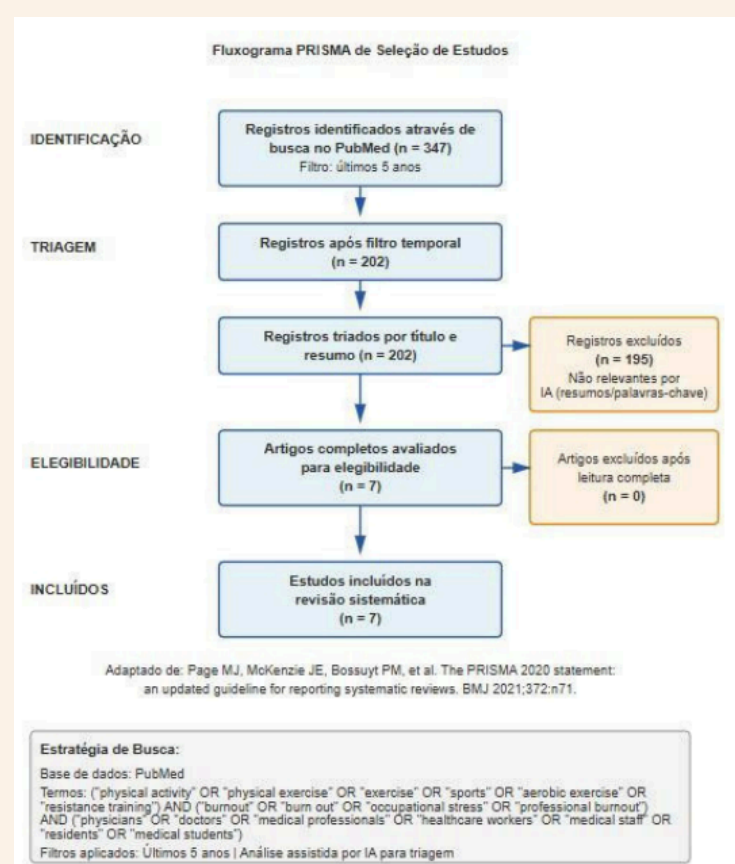 Fluxograma PRISMA de Seleção de Estudos
IDENTIFICAÇÃO
Registros identificados através de
busca no PubMed (n = 347)
Filtro: últimos 5 anos
TRIAGEM
Registros após filtro temporal
(n = 202)
Registros triados por título e
resumo (n = 202)
Registros excluídos
(n = 195)
Não relevantes por
IA (resumos/palavras-chave)
ELEGIBILIDADE
Artigos completos avaliados
para elegibilidade
(n = 7)
Artigos excluídos após
leitura completa
(n = 0)
INCLUÍDOS
Estudos incluídos na
revisão sistemática
(n = 7)
Adaptado de: Page MJ, McKenzie JE, Bossuyt PM, et al. The PRISMA 2020 statement:
an updated guideline for reporting systematic reviews. BMJ 2021;372:n71.
Estratégia de Busca:
Base de dados: PubMed
Termos: ("physical activity" OR "physical exercise" OR "exercise" OR "sports" OR "aerobic exercise" OR
"resistance training") AND ("burnout" OR "burn out" OR "occupational stress" OR "professional burnout")
AND ("physicians" OR "doctors" OR "medical professionals" OR "healthcare workers" OR "medical staff" OR
"residents" OR "medical students")
Filtros aplicados: Últimos 5 anos | Análise assistida por IA para triagem